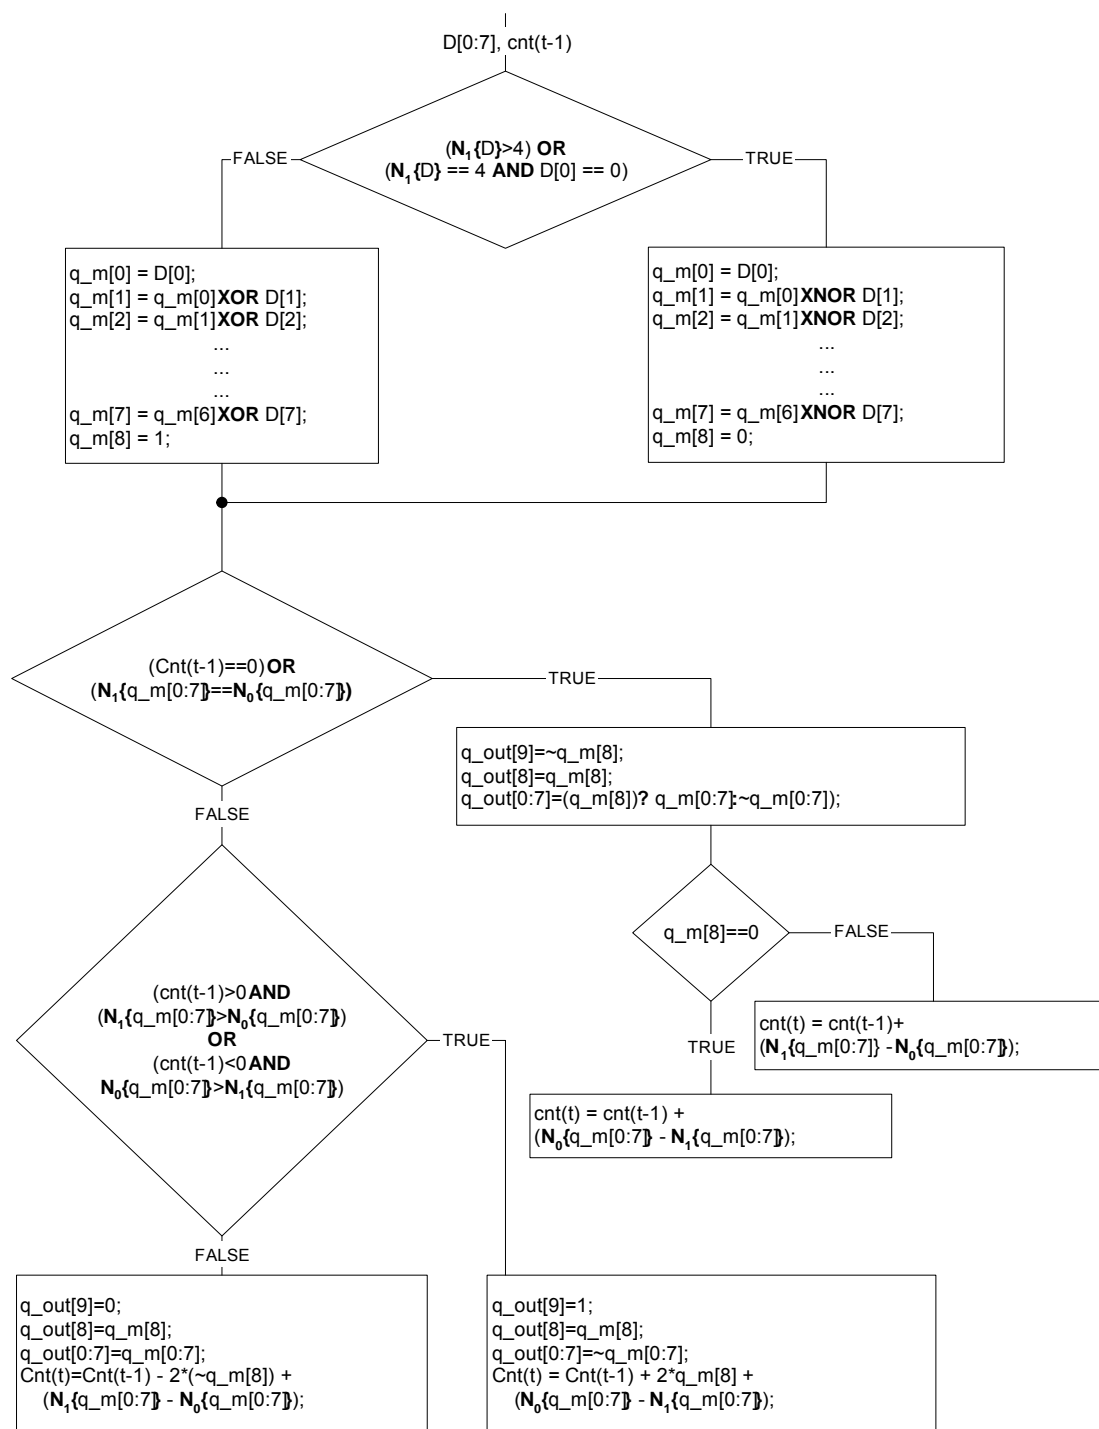 D[0:7], cnt(t-1)
(N1{D}>4) OR
(N1{D} == 4 AND D[0] == 0)
FALSE
TRUE
q_m[0] = D[0];
q_m[1] = q_m[0]XOR D[1];
q_m[2] = q_m[1]XOR D[2];
...
...
...
q_m[7] = q_m[6]XOR D[7];
q_m[8] = 1;
q_m[0] = D[0];
q_m[1] = q_m[0]XNOR D[1];
q_m[2] = q_m[1]XNOR D[2];
...
...
...
q_m[7] = q_m[6]XNOR D[7];
q_m[8] = 0;
(Cnt(t-1)==0)OR
(N1{q_m[0:7]}==N0{q_m[0:7]})
TRUE
FALSE
q_out[9]=~q_m[8];
q_out[8]=q_m[8];
q_out[0:7]=(q_m[8])? q_m[0:7]:~q_m[0:7]);
q_m[8]==0
FALSE
TRUE
cnt(t) = cnt(t-1)+
(N1{q_m[0:7]} -N0{q_m[0:7]});
cnt(t) = cnt(t-1) +
(N0{q_m[0:7]} - N1{q_m[0:7]});
(cnt(t-1)>0AND
(N1{q_m[0:7]}>N0{q_m[0:7]})
OR
(cnt(t-1)<0AND
N0{q_m[0:7]}>N1{q_m[0:7]})
TRUE
FALSE
q_out[9]=0;
q_out[8]=q_m[8];
q_out[0:7]=q_m[0:7];
Cnt(t)=Cnt(t-1) - 2*(~q_m[8]) +
(N1{q_m[0:7]} - N0{q_m[0:7]});
q_out[9]=1;
q_out[8]=q_m[8];
q_out[0:7]=~q_m[0:7];
Cnt(t) = Cnt(t-1) + 2*q_m[8] +
(N0{q_m[0:7]} - N1{q_m[0:7]});